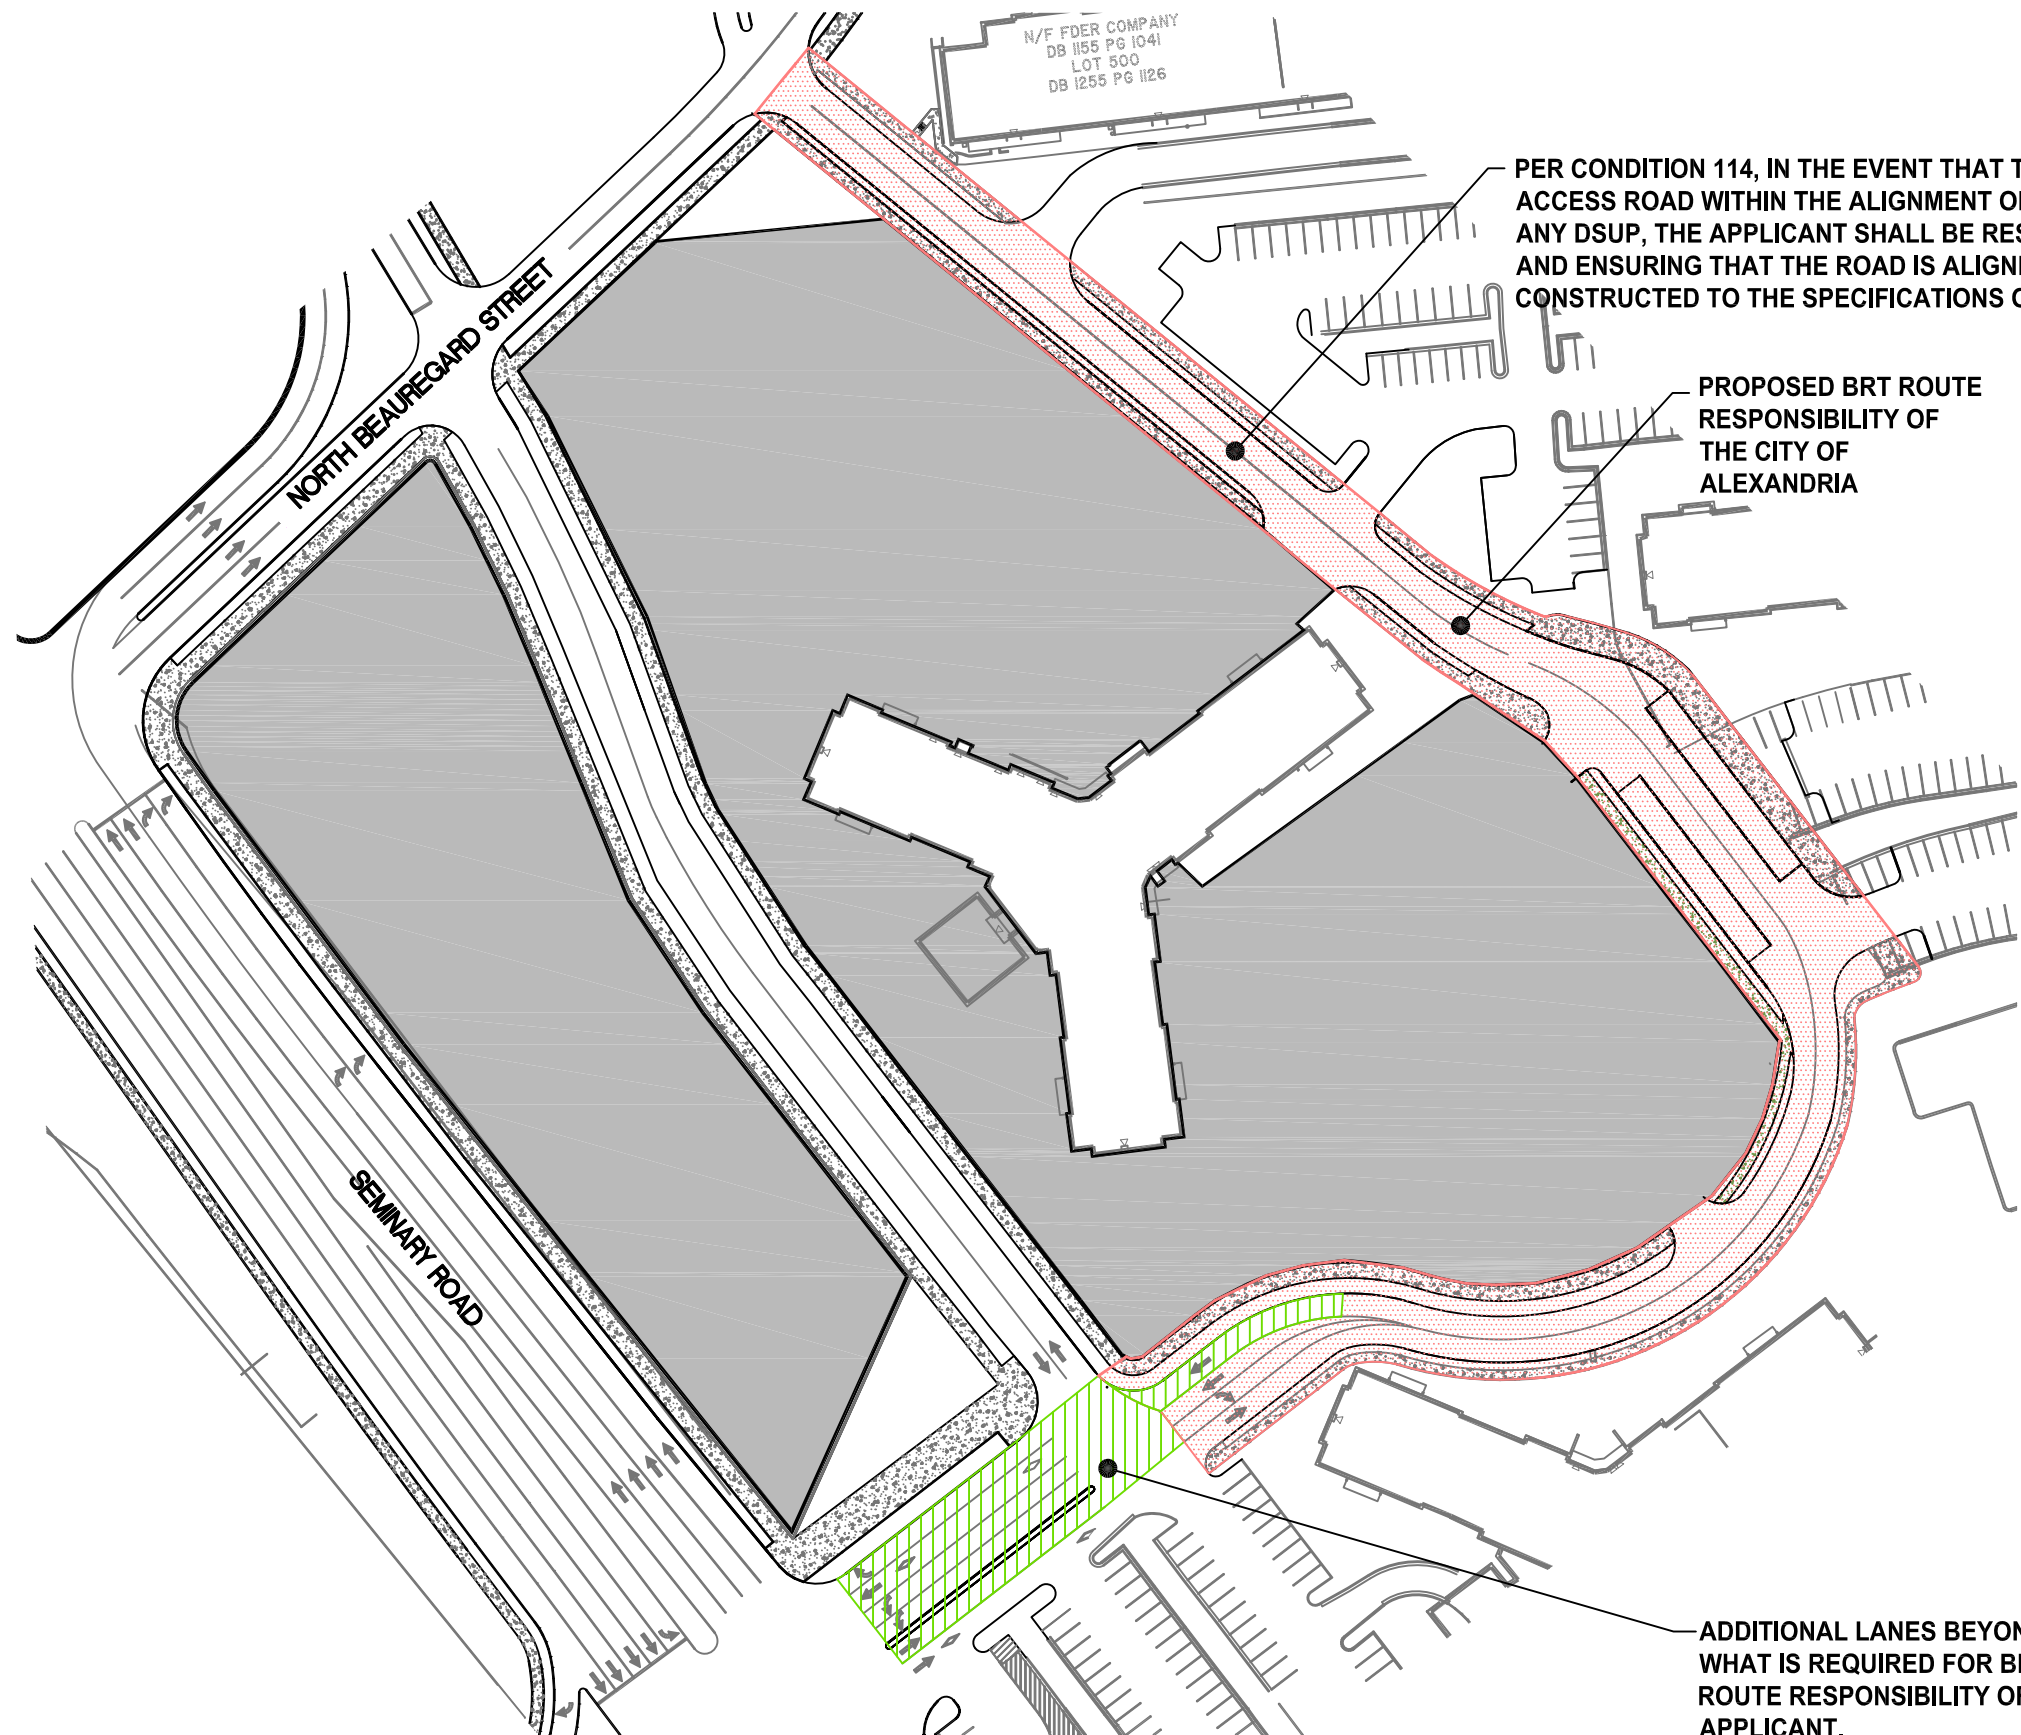 N/F FDER COMPANY
DB 1155 PG 1041
LOT 500
DB 1255 PG 1126
PER CONDITION 114, IN THE EVENT THAT
ACCESS ROAD WITHIN THE ALIGNMENT
ANY DSUP, THE APPLICANT SHALL BE
AND ENSURING THAT THE ROAD IS
CONSTRUCTED TO THE SPECIFICATIONS
PROPOSED BRT ROUTE
RESPONSIBILITY OF
THE CITY OF
ALEXANDRIA
NORTH BEAUREGARD STREET
SEMINARY ROAD
ADDITIONAL LANES
WHAT IS REQUIRED FOR
ROUTE RESPONSIBILITY
APPLICANT.